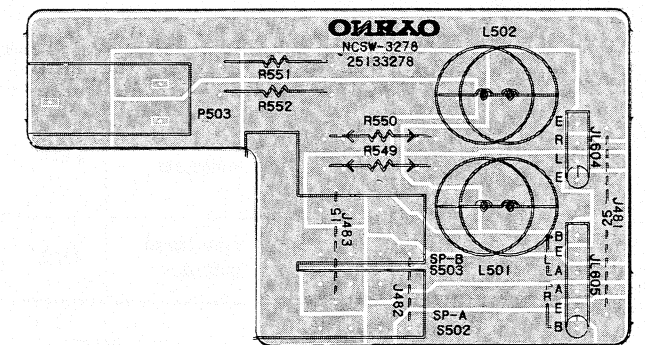 ONKYO
NCSW-3278
25133278
L502
R551
R552
P503
R550
R549
E
R
L
E
JL604
J481
52
J483
15
SP-B
S503
L501
J482
SP-A
S502
B
E
A
A
E
B
L
R
JL605